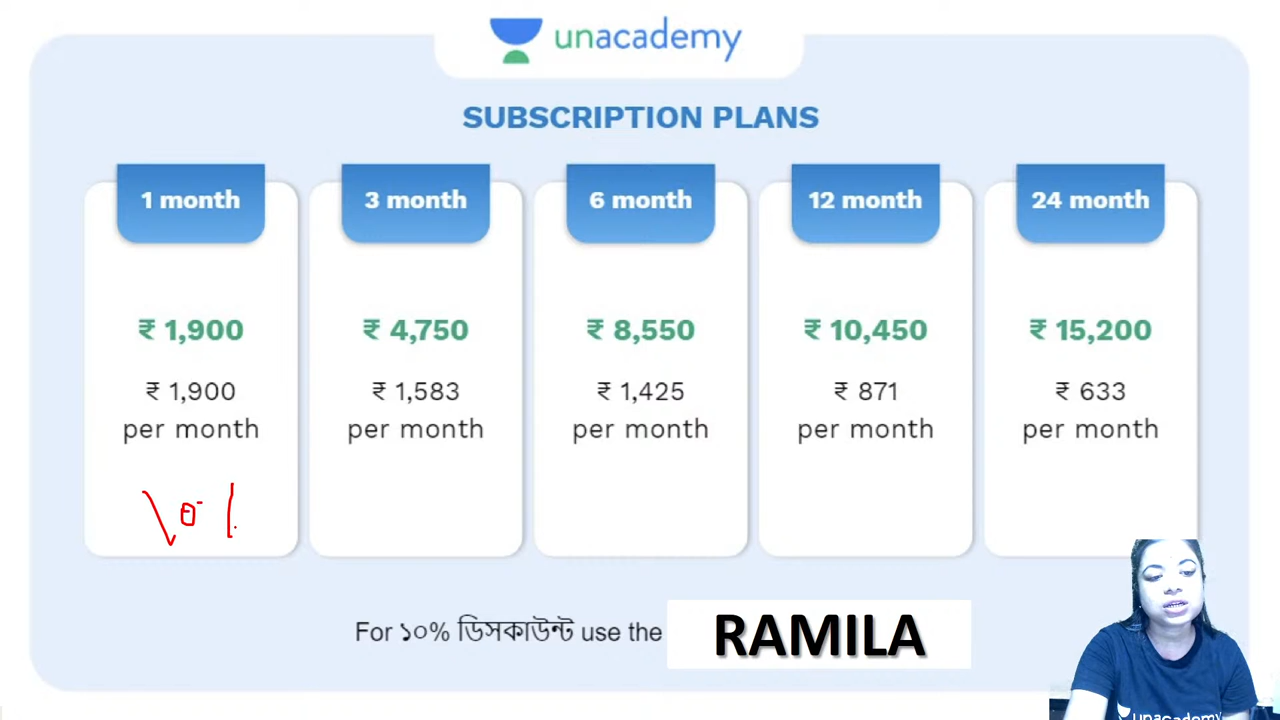 unacademy
SUBSCRIPTION PLANS
1 month
3 month
6 month
12 month
24 month
₹ 1,900
₹ 4,750
₹ 8,550
₹ 10,450
₹ 15,200
₹ 1,900
₹ 1,583
₹ 1,425
₹ 871
₹ 633
per month
per month
per month
per month
per month
For ১০% ডিসকাউন্ট use the RAMILA
unacademy